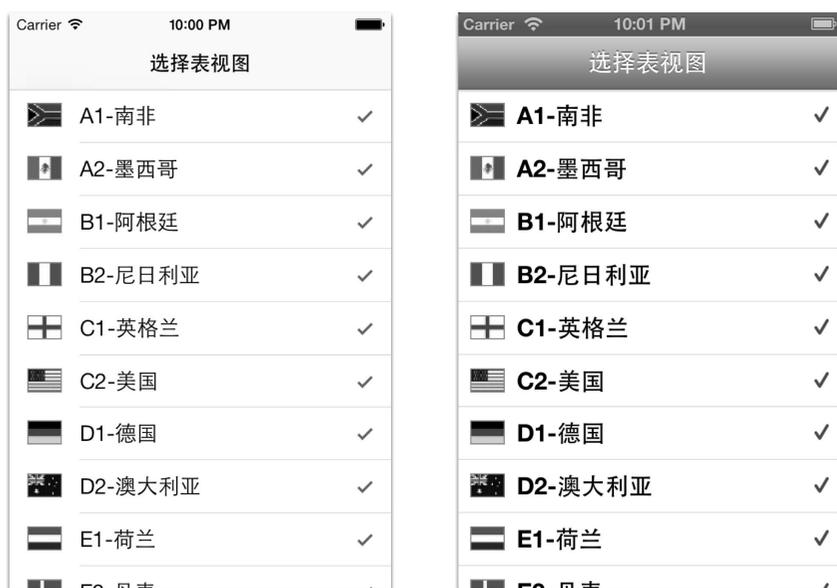 Carrier 10:00 PM
选择表视图
A1-南非
A2-墨西哥
B1-阿根廷
B2-尼日利亚
C1-英格兰
C2-美国
D1-德国
D2-澳大利亚
E1-荷兰
Carrier 10:01 PM
选择表视图
A1-南非
A2-墨西哥
B1-阿根廷
B2-尼日利亚
C1-英格兰
C2-美国
D1-德国
D2-澳大利亚
E1-荷兰